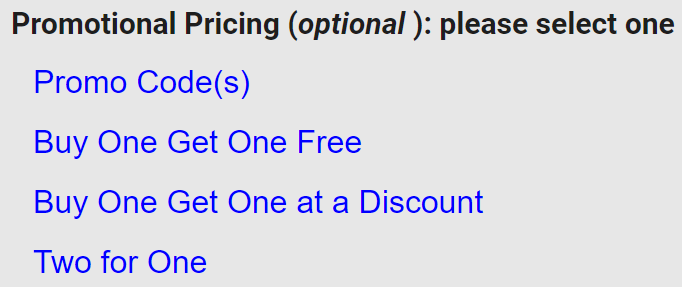 Promotional Pricing (optional ): please select one
Promo Code(s)
Buy One Get One Free
Buy One Get One at a Discount
Two for One